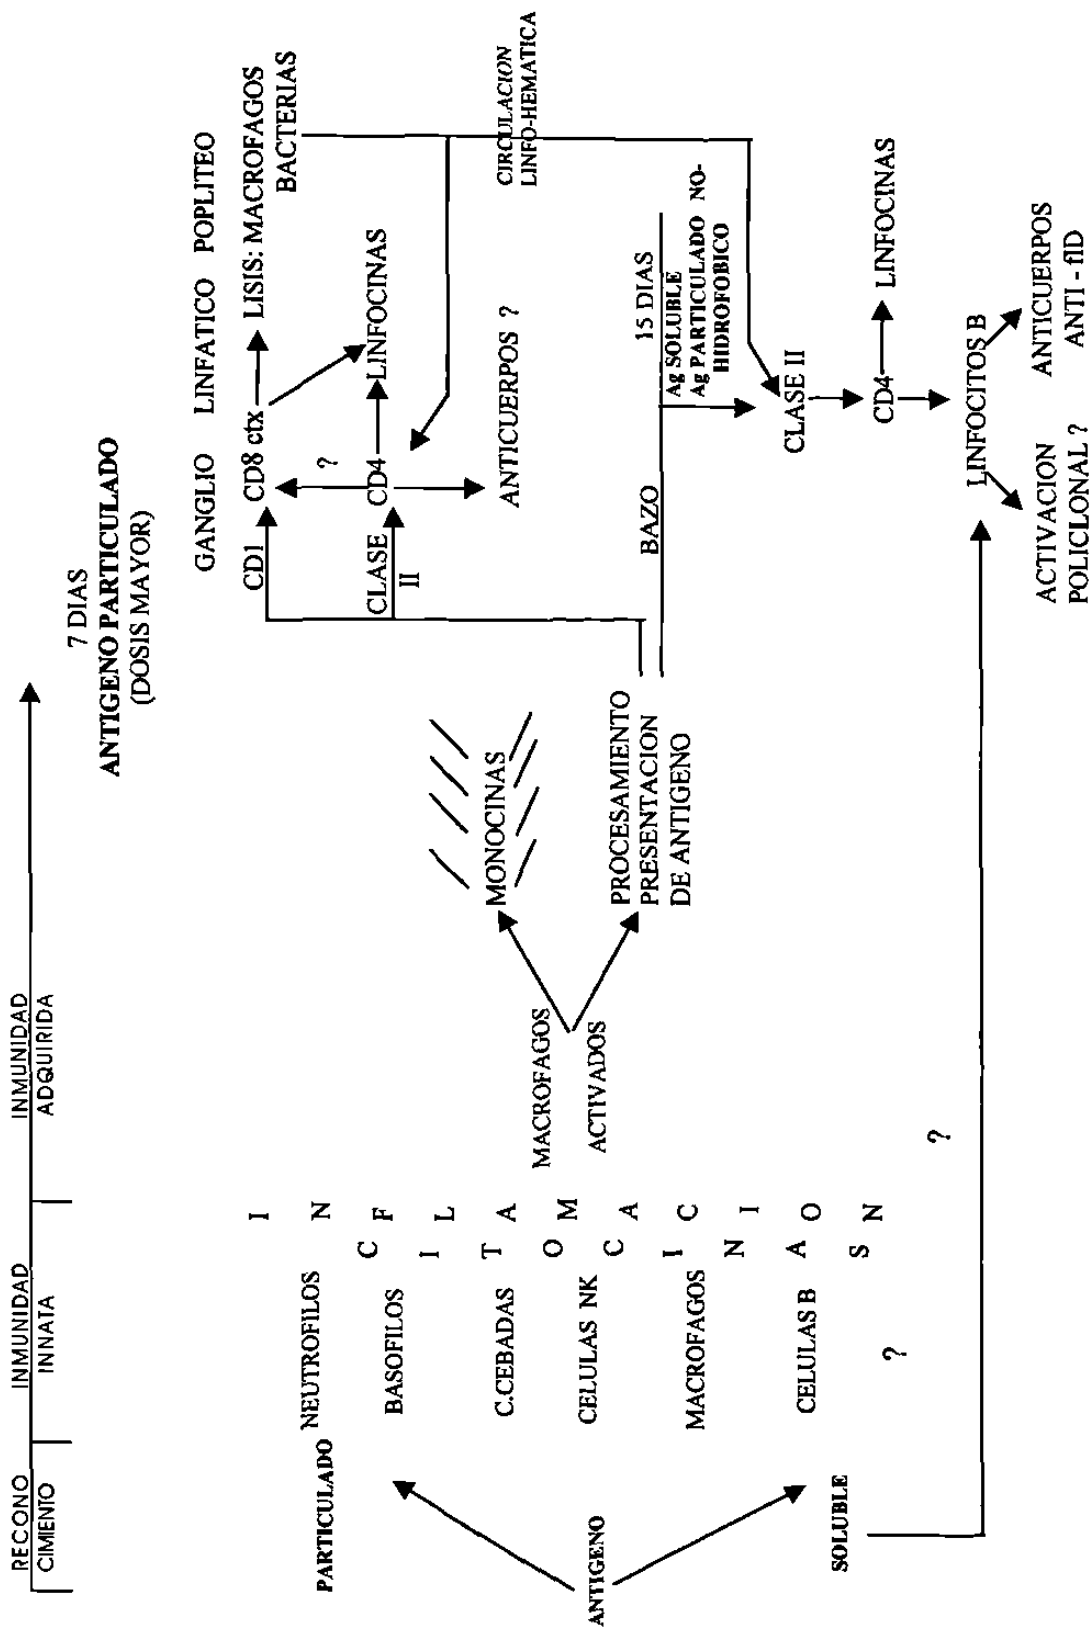 RECONO
CIMIENTO
INMUNIDAD
INNATA
INMUNIDAD
ADQUIRIDA
7 DIAS
ANTIGENO PARTICULADO
(DOSIS MAYOR)
GANGLIO LINFATICO POPLITEO
ANTIGENO
PARTICULADO
SOLUBLE
NEUTROFILOS
BASOFILOS
C.CEBADAS
CELULAS NK
MACROFAGOS
CELULAS B
?
C
I
T
O
C
I
N
A
S
I
N
F
L
A
M
A
C
I
O
N
?
MACROFAGOS
ACTIVADOS
MONOCINAS
PROCESAMIENTO
PRESENTACION
DE ANTIGENO
CD1
CD8 ctx
LISIS: MACROFAGOS
BACTERIAS
?
CLASE
II
CD4
LINFOCINAS
ANTICUERPOS ?
CIRCULACION
LINFO-HEMATICA
BAZO
15 DIAS
Ag SOLUBLE
Ag PARTICULADO NO-
HIDROFOBICO
CLASE II
CD4
LINFOCINAS
LINFOCITOS B
ACTIVACION
POLICLONAL ?
ANTICUERPOS
ANTI - fID